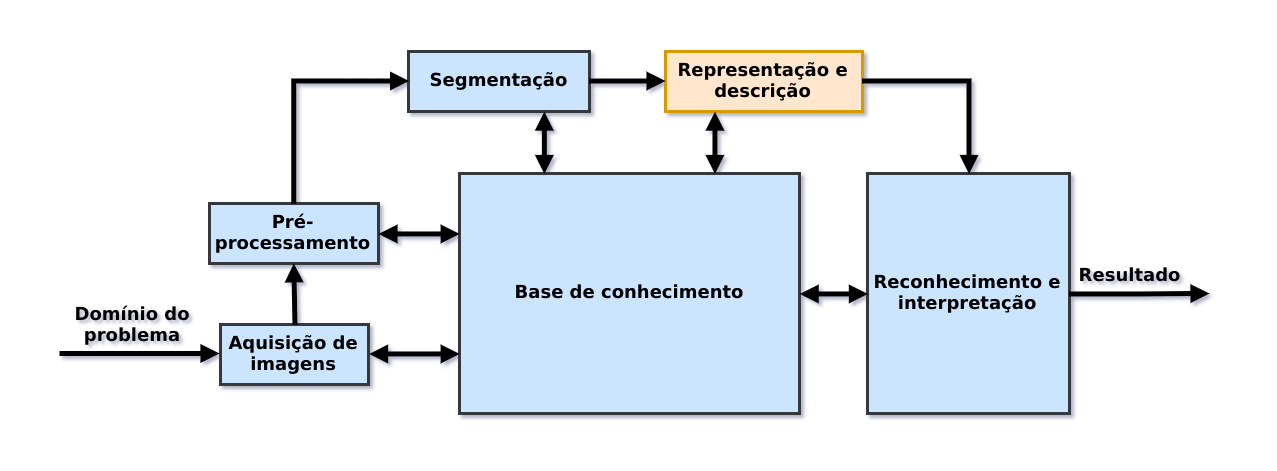 Segmentação
Representação e
descrição
Pré-
processamento
Base de conhecimento
Reconhecimento e
interpretação
Resultado
Domínio do
problema
Aquisição de
imagens